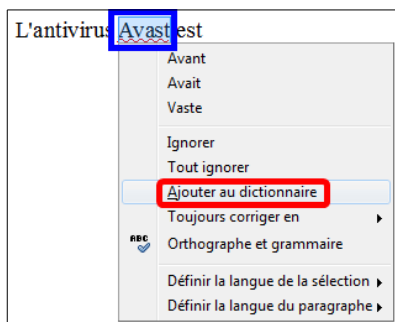 L'antivirus Avast est
Avant
Avait
Vaste
Ignorer
Tout ignorer
Ajouter au dictionnaire
Toujours corriger en
ABC Orthographe et grammaire
Définir la langue de la sélection
Définir la langue du paragraphe